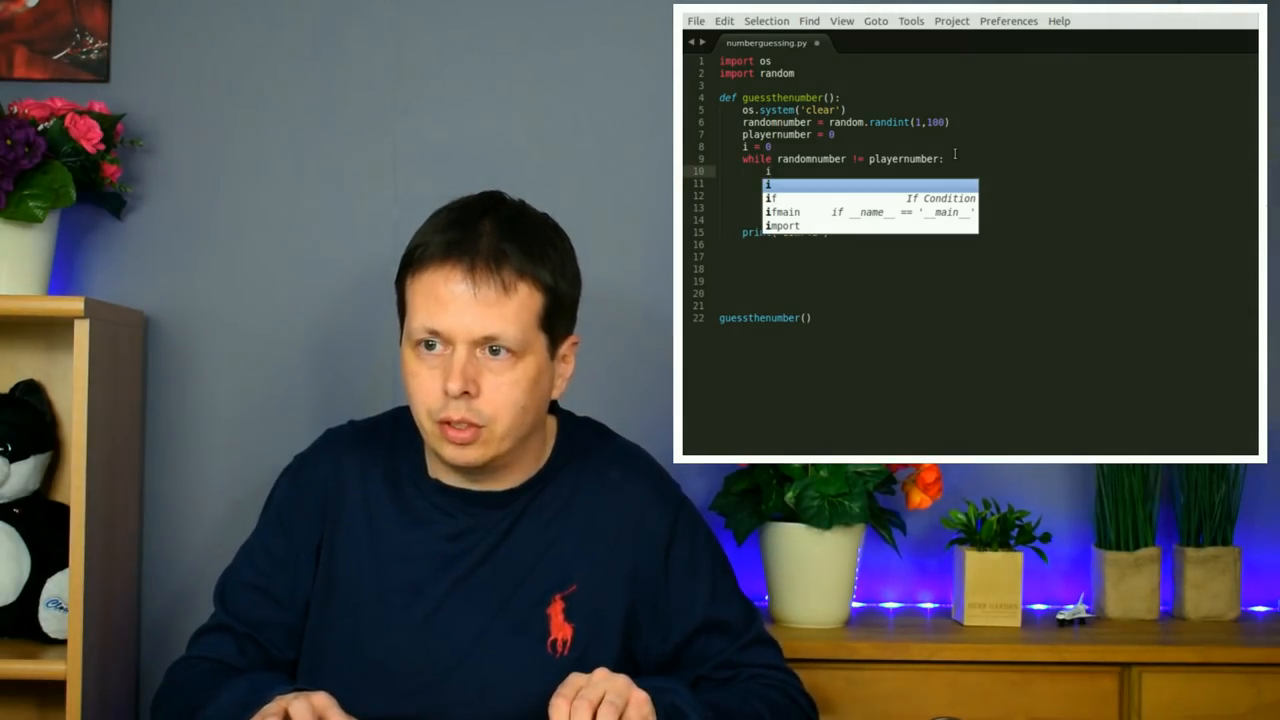 File Edit Selection Find View Goto Tools Project Preferences Help
numberguessing.py
1 import os
2 import random
3
4 def guessthenumber():
5 os.system('clear')
6 randomnumber = random.randint(1,100)
7 playernumber = 0
8 i = 0
9 while randomnumber != playernumber:
10 i
11 i
12 if If Condition
13 ifmain if __name__ == '__main__'
14 import
15
16
17
18
19
20
21
22 guessthenumber()
HERB GARDEN